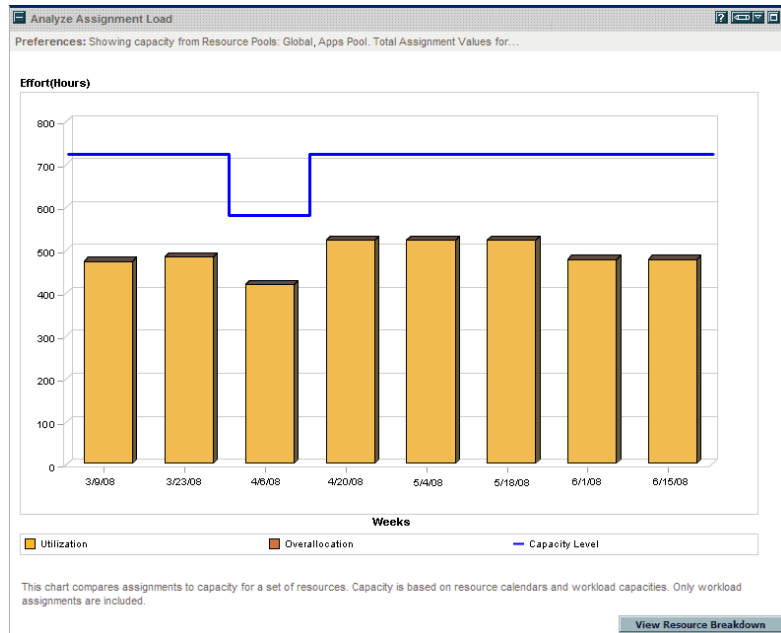 Analyze Assignment Load
Preferences: Showing capacity from Resource Pools: Global, Apps Pool. Total Assignment Values for...
Effort(Hours)
800
700
600
500
400
300
200
100
0
3/9/08 3/23/08 4/6/08 4/20/08 5/4/08 5/18/08 6/1/08 6/15/08
Weeks
Utilization Overallocation Capacity Level
This chart compares assignments to capacity for a set of resources. Capacity is based on resource calendars and workload capacities. Only workload
assignments are included.
View Resource Breakdown